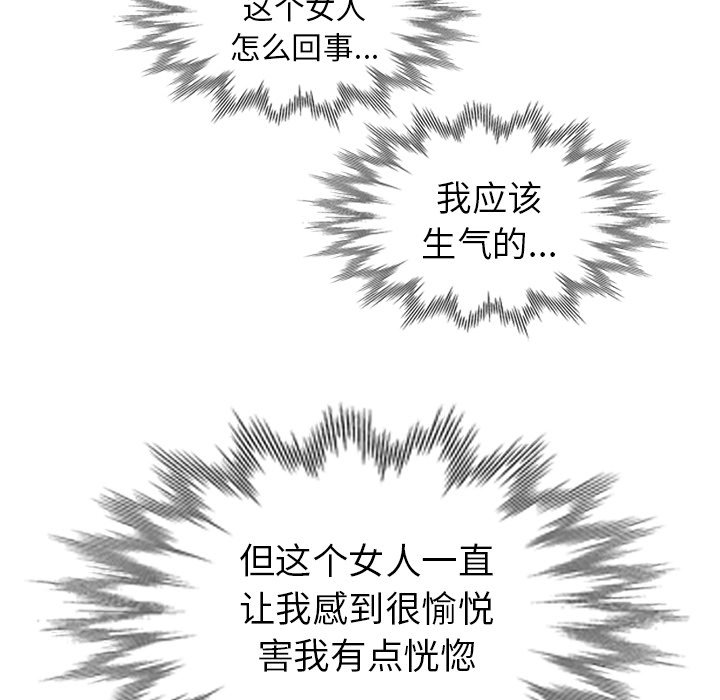 这个女人
怎么回事...
我应该
生气的...
但这个女人一直
让我感到很愉悦
害我有点恍惚